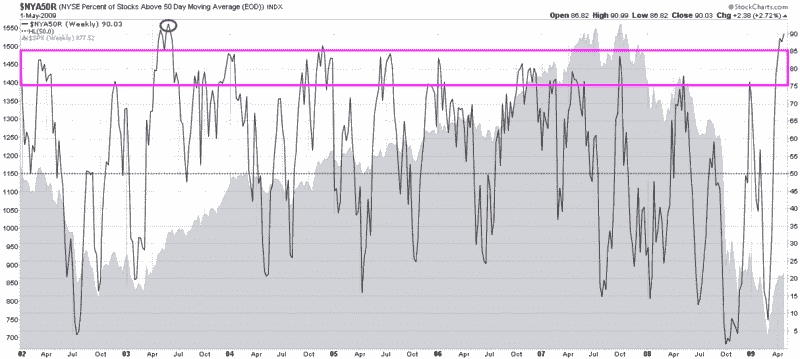 $NYA50R (NYSE Percent of Stocks Above 50 Day Moving Average (EOD)) INDX
© StockCharts.com
1-May-2009
Open 86.82 High 90.99 Low 86.82 Close 90.03 Chg +2.38 (+2.72%)
$NYA50R (Weekly) 90.03
HL(50.0)
$SPX (Weekly) 877.52
1550 90
1500 85
1450 80
1400 75
1350 70
1300 65
1250 60
1200 55
1150 50
1100 45
1050 40
1000 35
950 30
900 25
850 20
800 15
750 10
700 5
02 Apr Jul Oct 03 Apr Jul Oct 04 Apr Jul Oct 05 Apr Jul Oct 06 Apr Jul Oct 07 Apr Jul Oct 08 Apr Jul Oct 09 Apr